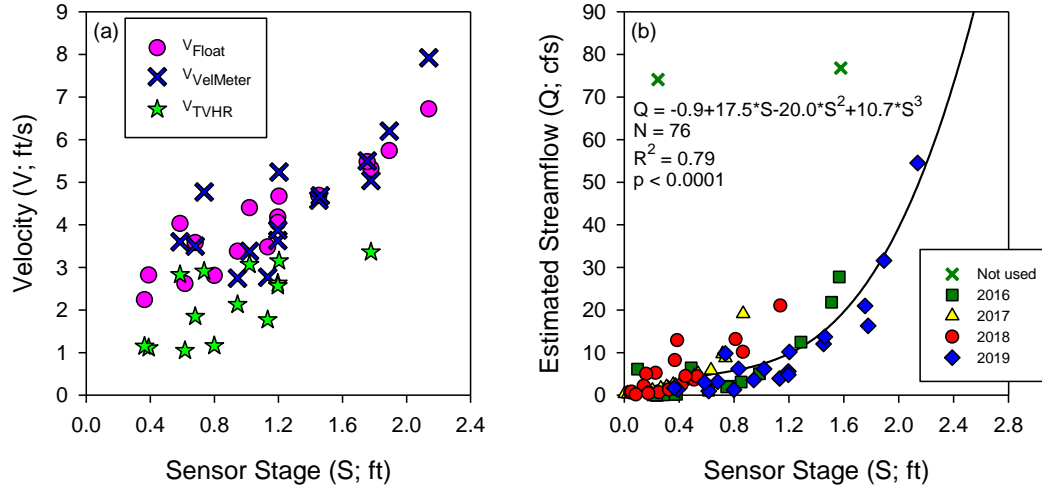 (a)
V_Float
V_VelMeter
V_TVHR
Velocity (V; ft/s)
9
8
7
6
5
4
3
2
1
0
0.0 0.4 0.8 1.2 1.6 2.0 2.4
Sensor Stage (S; ft)
(b)
Q = -0.9+17.5*S-20.0*S²+10.7*S³
N = 76
R² = 0.79
p < 0.0001
Not used
2016
2017
2018
2019
Estimated Streamflow (Q; cfs)
90
80
70
60
50
40
30
20
10
0
0.0 0.4 0.8 1.2 1.6 2.0 2.4 2.8
Sensor Stage (S; ft)